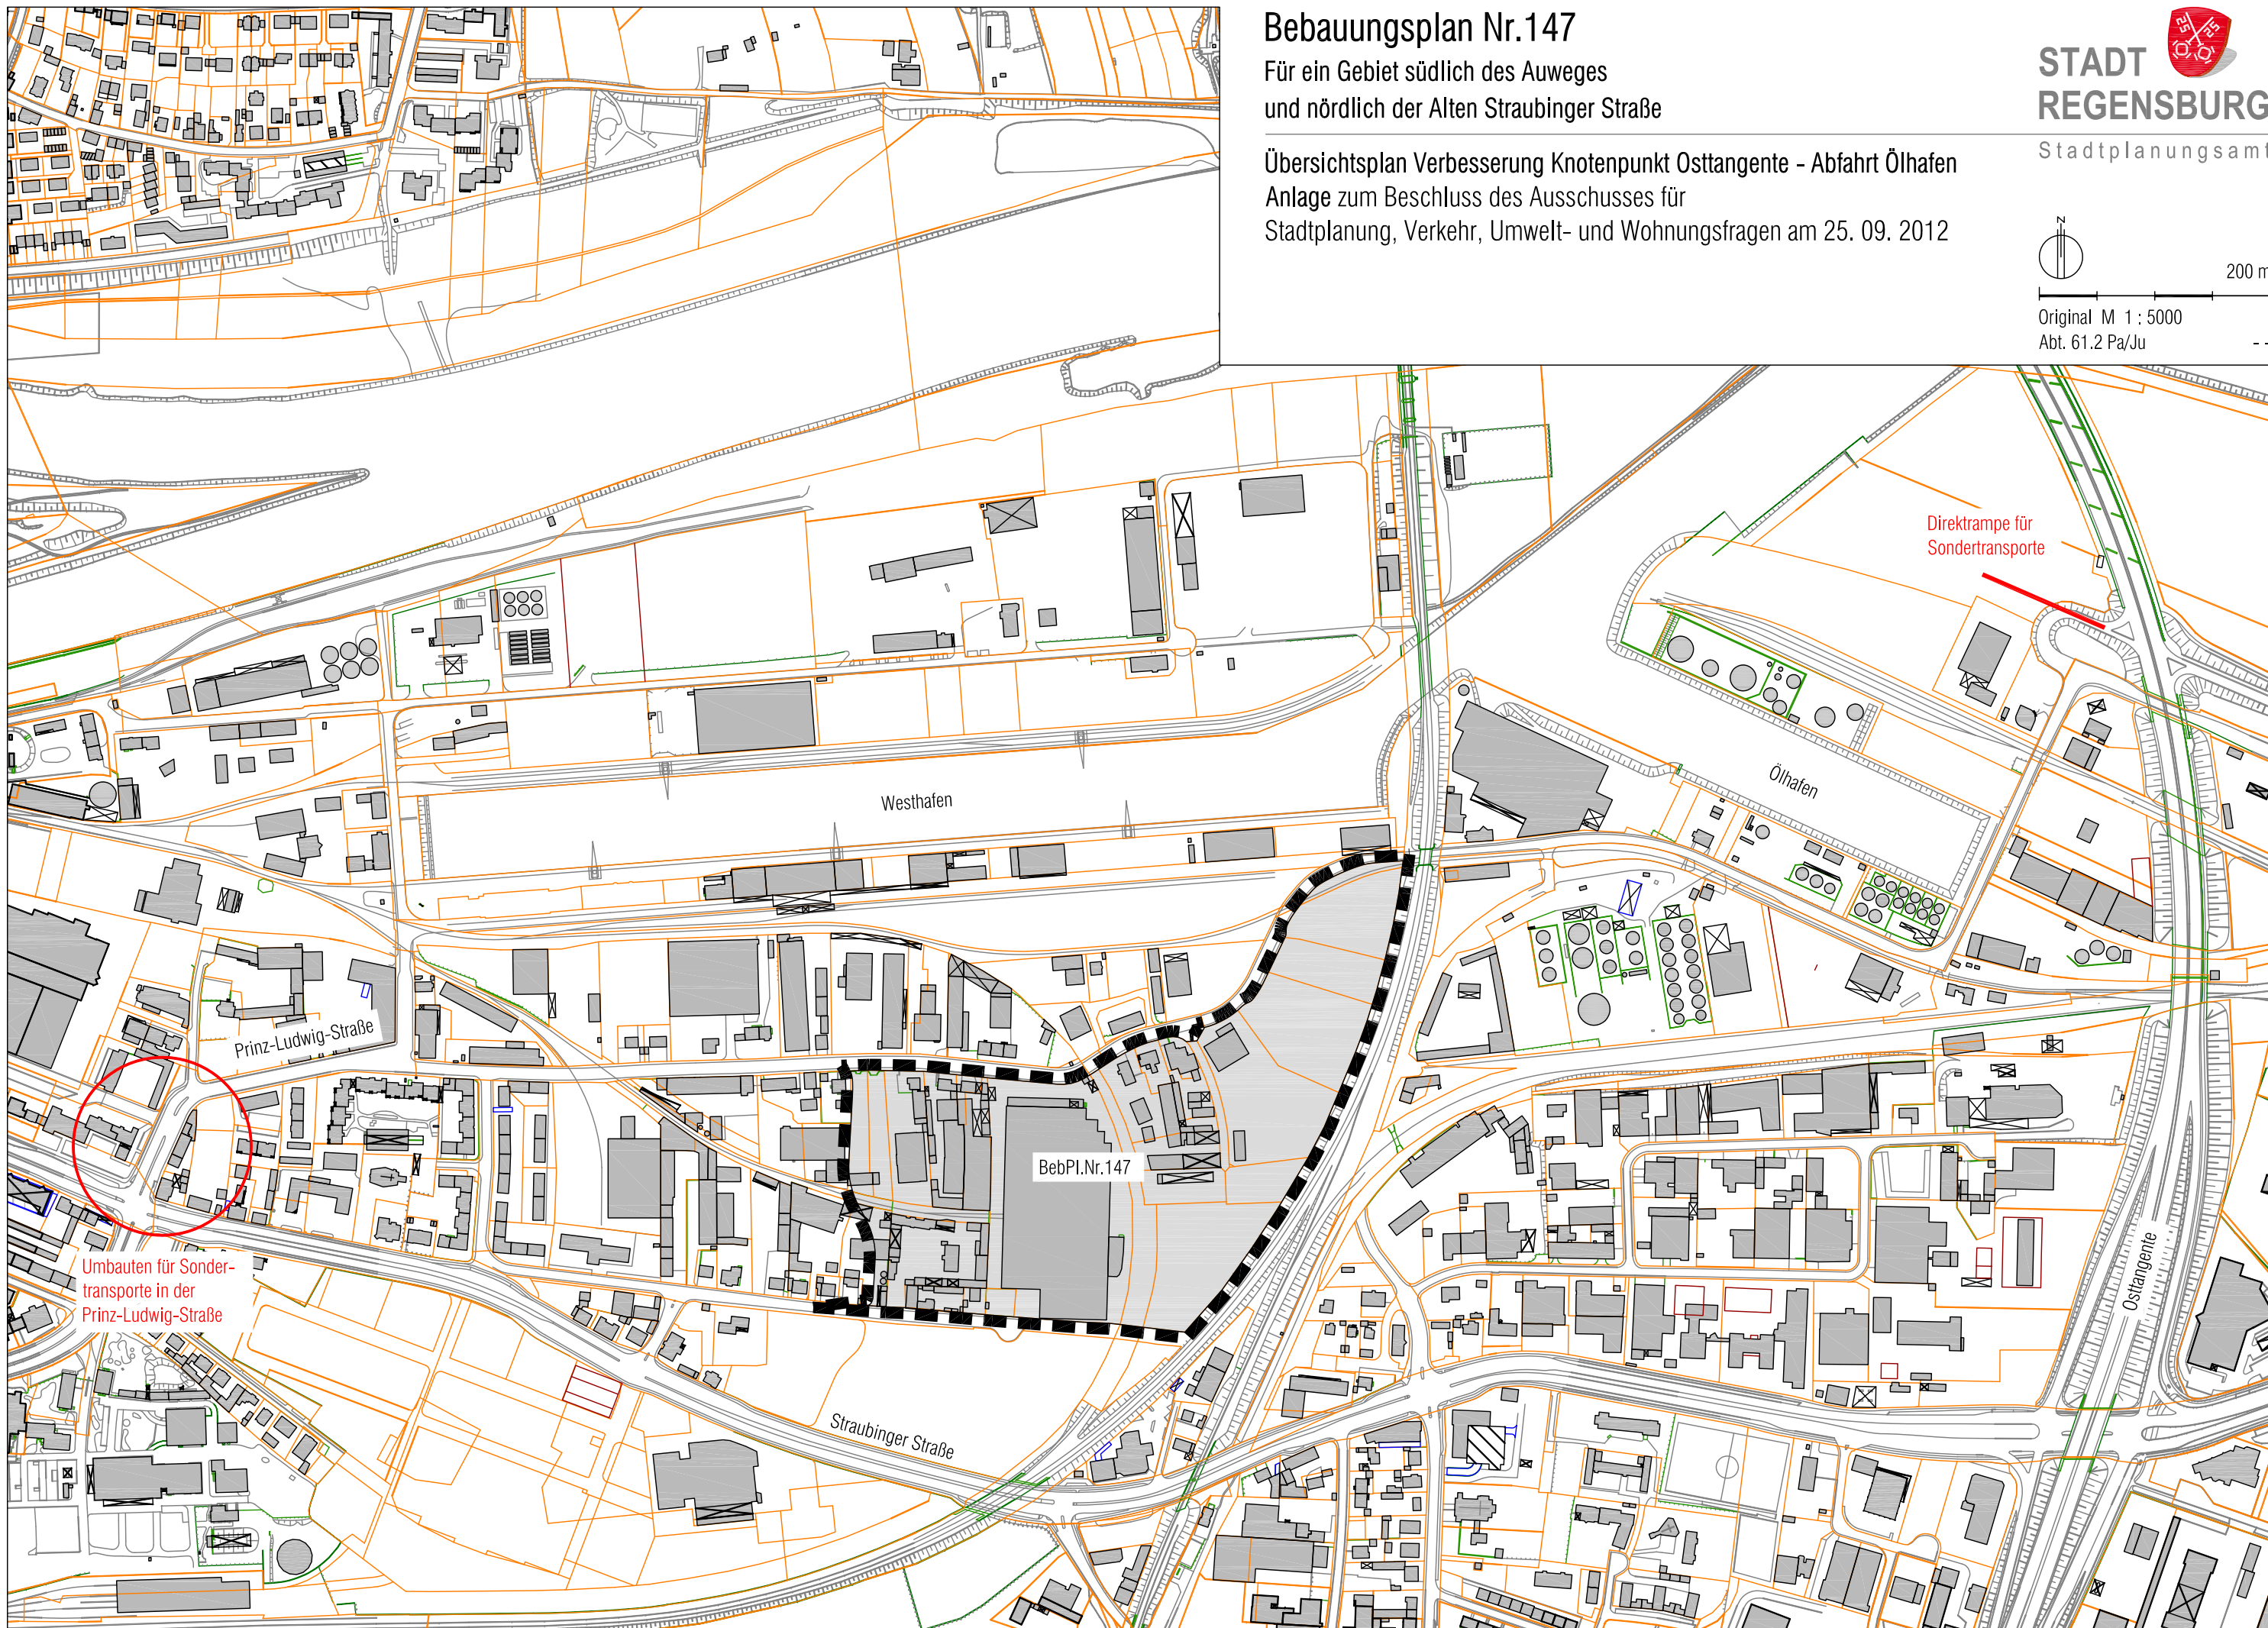 Bebauungsplan Nr.147
Für ein Gebiet südlich des Auweges
und nördlich der Alten Straubinger Straße
Übersichtsplan Verbesserung Knotenpunkt Osttangente - Abfahrt Ölhafen
Anlage zum Beschluss des Ausschusses für
Stadtplanung, Verkehr, Umwelt- und Wohnungsfragen am 25. 09. 2012
STADT
REGENSBURG
Stadtplanungsamt
N
200 m
Original M 1 : 5000
Abt. 61.2 Pa/Ju
- -
Direktrampe für
Sondertransporte
Ölhafen
Westhafen
Prinz-Ludwig-Straße
BebPl.Nr.147
Umbauten für Sonder-
transporte in der
Prinz-Ludwig-Straße
Osttangente
Straubinger Straße